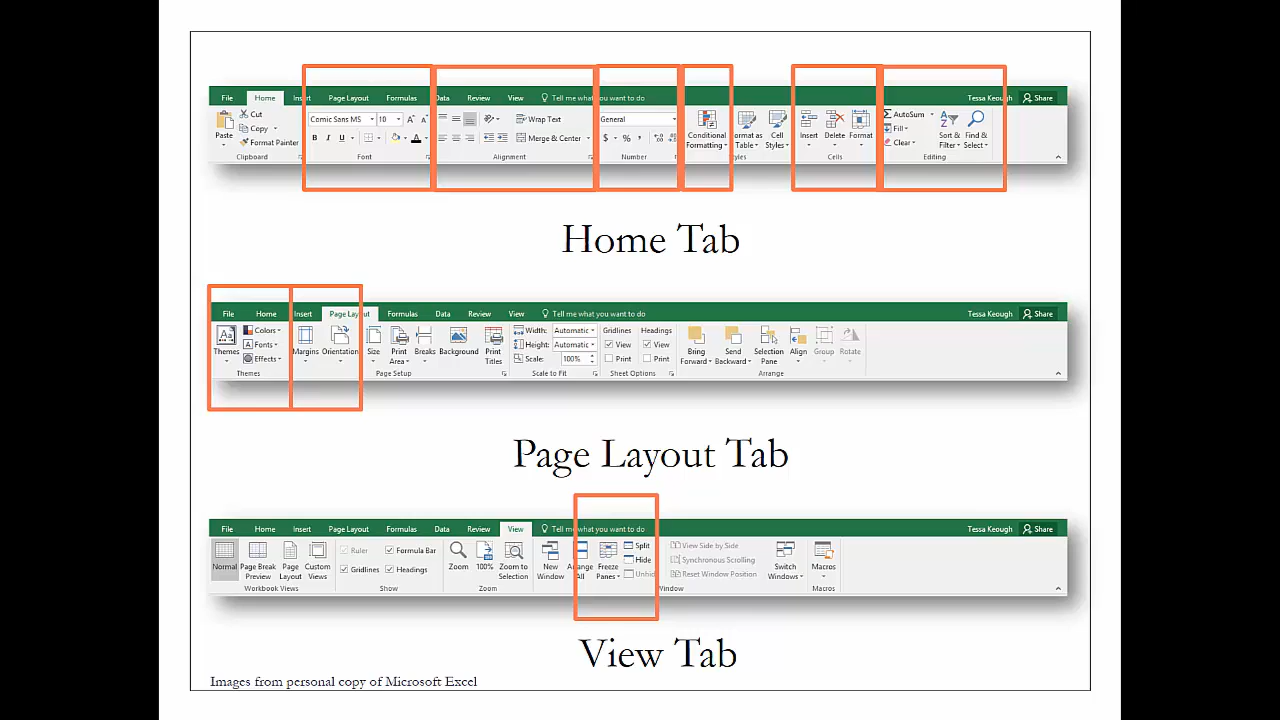 File Home Insert Page Layout Formulas Data Review View Tell me what you want to do Tessa Keough Share
Paste Cut Copy Format Painter Clipboard
Comic Sans MS 10 A A B I U A Font
Wrap Text Merge & Center Alignment
General $ % , Number
Conditional Formatting Format as Table Cell Styles
Insert Delete Format Cells
AutoSum Fill Clear Sort & Filter Find & Select Editing
Home Tab
File Home Insert Page Layout Formulas Data Review View Tell me what you want to do Tessa Keough Share
Themes Colors Fonts Effects Themes
Margins Orientation Size Print Area Breaks Background Print Titles Page Setup
Width: Automatic Height: Automatic Scale: 100% Scale to Fit
Gridlines View Print Headings View Print Sheet Options
Bring Forward Send Backward Selection Pane Align Group Rotate Arrange
Page Layout Tab
File Home Insert Page Layout Formulas Data Review View Tell me what you want to do Tessa Keough Share
Normal Page Break Preview Page Layout Custom Views Workbook Views
Ruler Formula Bar Gridlines Headings Show
Zoom 100% Zoom to Selection Zoom
New Window Arrange All Freeze Panes Split Hide Unhid View Side by Side Synchronous Scrolling Reset Window Position Switch Windows
Macros Macros
View Tab
Images from personal copy of Microsoft Excel